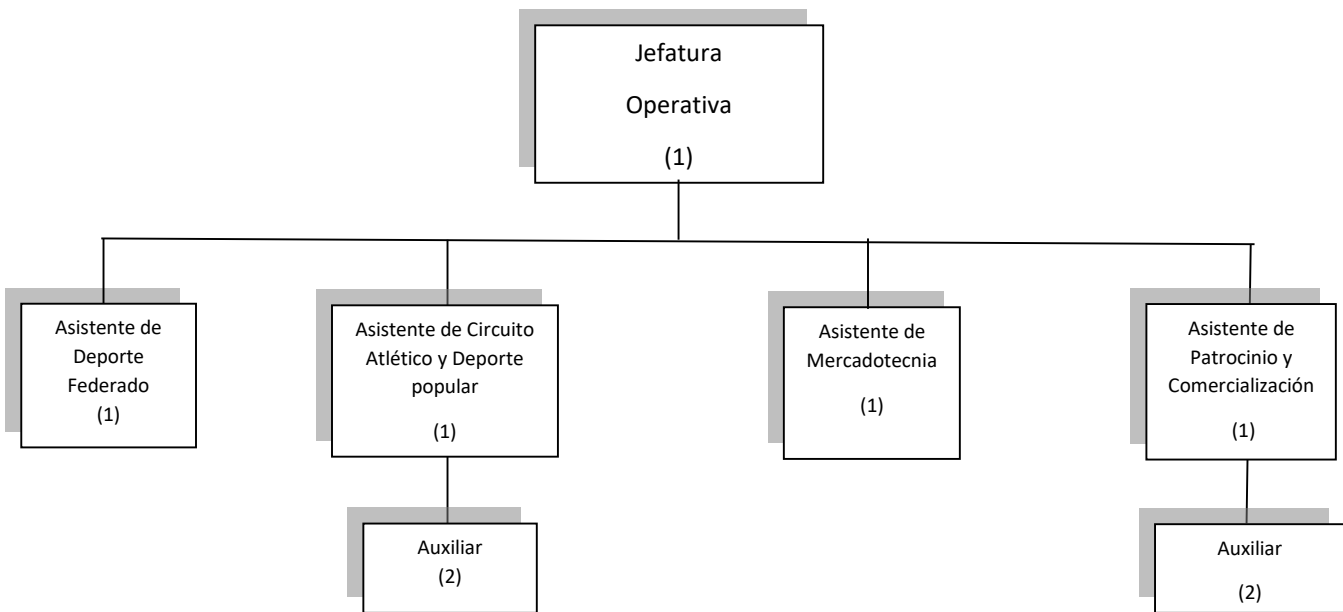 Jefatura
Operativa
(1)
Asistente de
Deporte
Federado
(1)
Asistente de Circuito
Atlético y Deporte
popular
(1)
Asistente de
Mercadotecnia
(1)
Asistente de
Patrocinio y
Comercialización
(1)
Auxiliar
(2)
Auxiliar
(2)